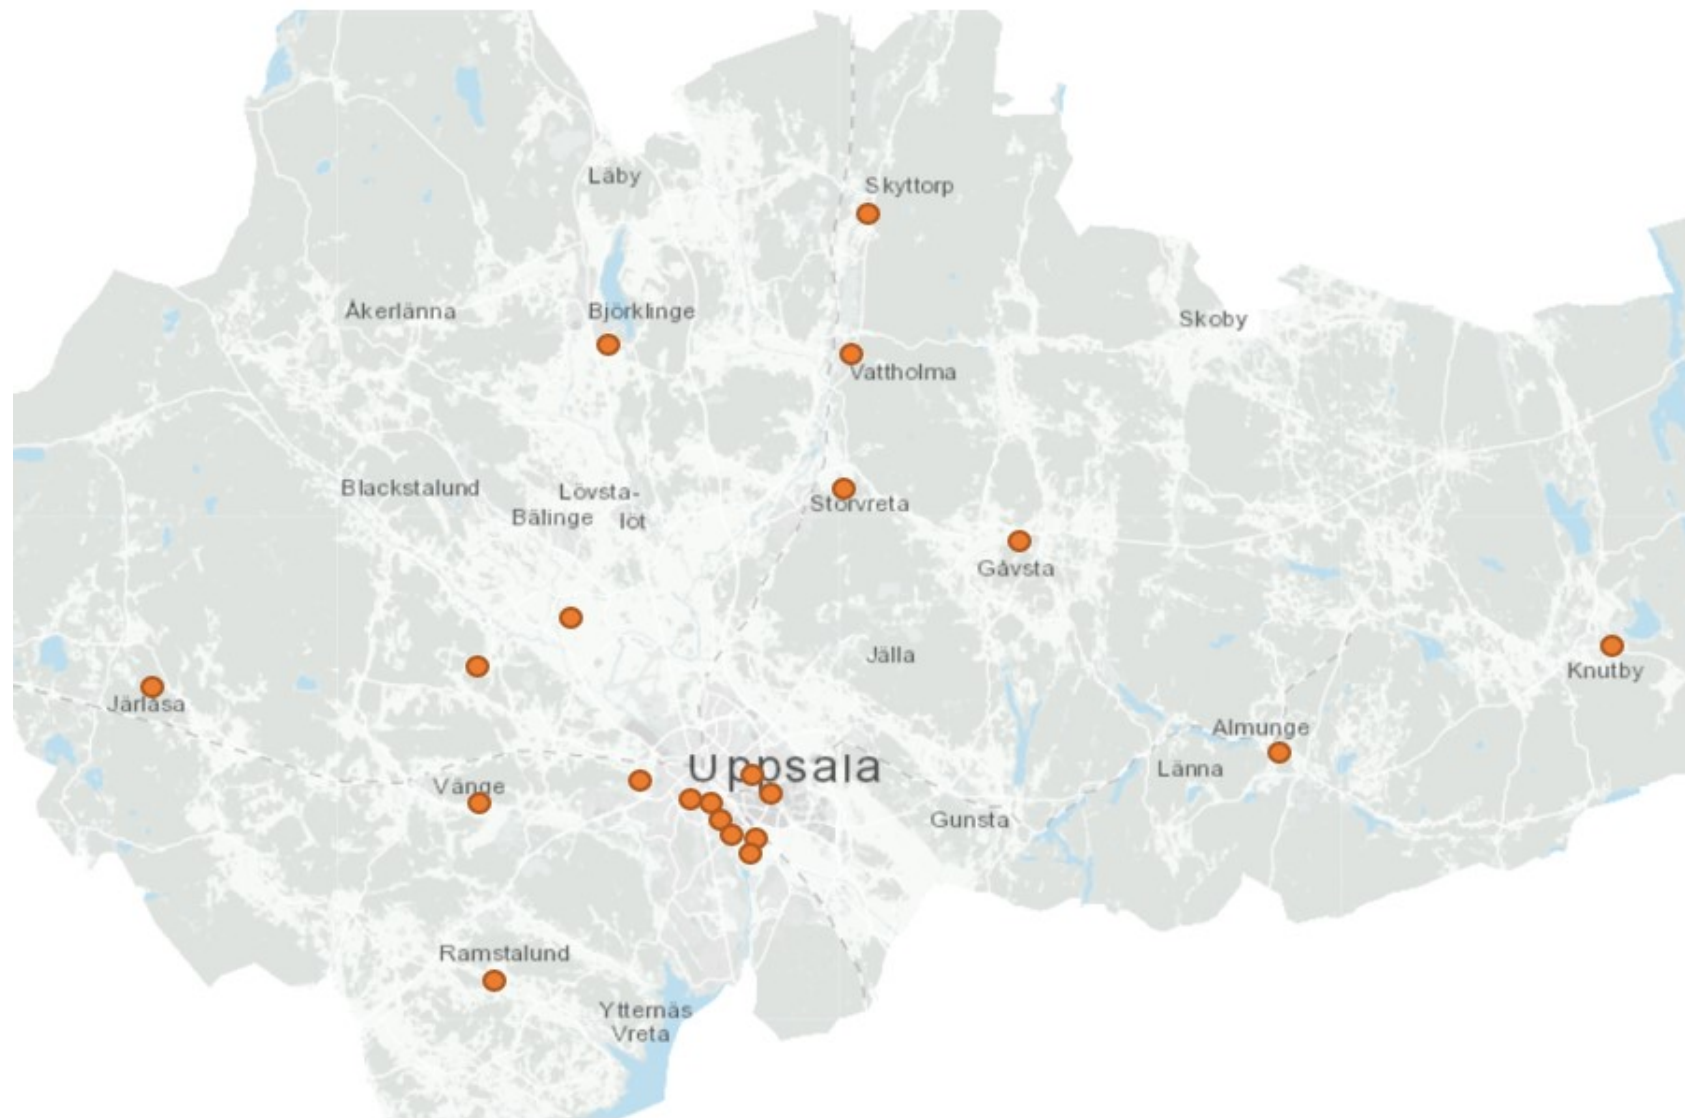 Läby
Skyttorp
Åkerlänna
Björklinge
Skoby
Vattholma
Blackstalund
Lövsta-
Bälinge löt
Storvreta
Gåvsta
Jälla
Knutby
Järlåsa
Almunge
Uppsala
Länna
Vänge
Gunsta
Ramstalund
Ytternäs
Vreta